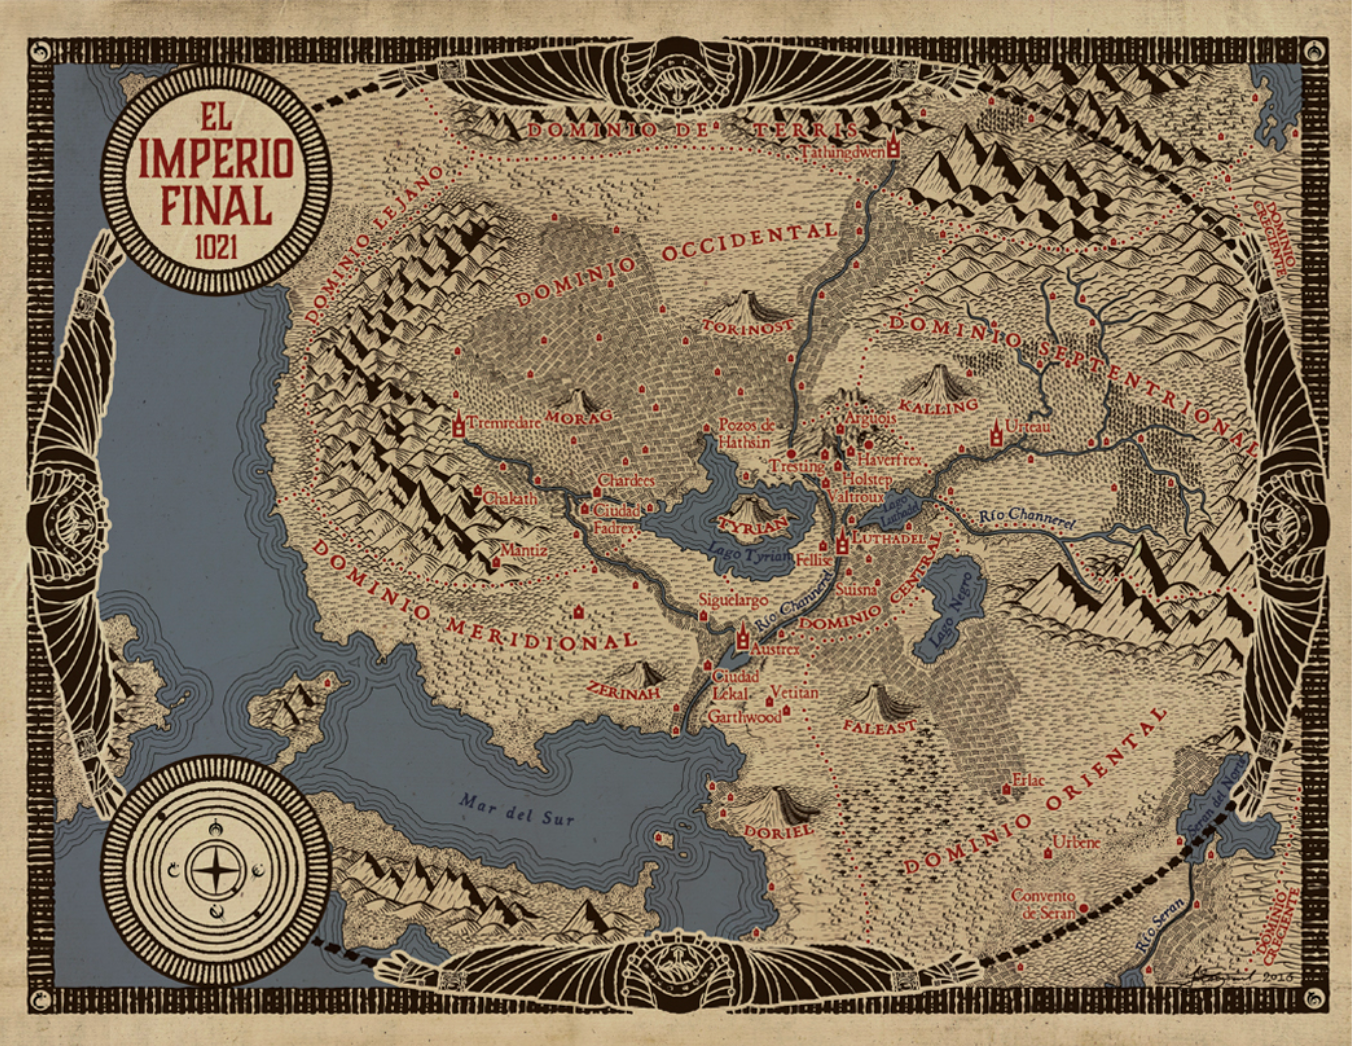 EL
IMPERIO
FINAL
1021
DOMINIO DE TERRIS
Tathingdwen
DOMINIO LEJANO
DOMINIO OCCIDENTAL
DOMINIO
CRECIENTE
TORINOST
DOMINIO SEPTENTRIONAL
KALLING
MORAG
Tremredare
Pozos de
Hathsin
Arguois
Urteau
Tresting
Haverfrex
Holstep
Valtroux
Chardees
Chakath
Ciudad
Fadrex
TYRIAN
Lago Tyrian
Lago
Luthadel
LUTHADEL
Río Channerel
Fellise
Mantiz
DOMINIO MERIDIONAL
Siguelargo
Río Channerel
Suisna
DOMINIO CENTRAL
Lago Negro
Austrex
ZERINAH
Ciudad
Lekal
Vetitan
Garthwood
FALEAST
Mar del Sur
DORIEL
Erlac
DOMINIO ORIENTAL
Urbene
Seran del Norte
Convento
de Seran
Río Seran
DOMINIO
CRECIENTE